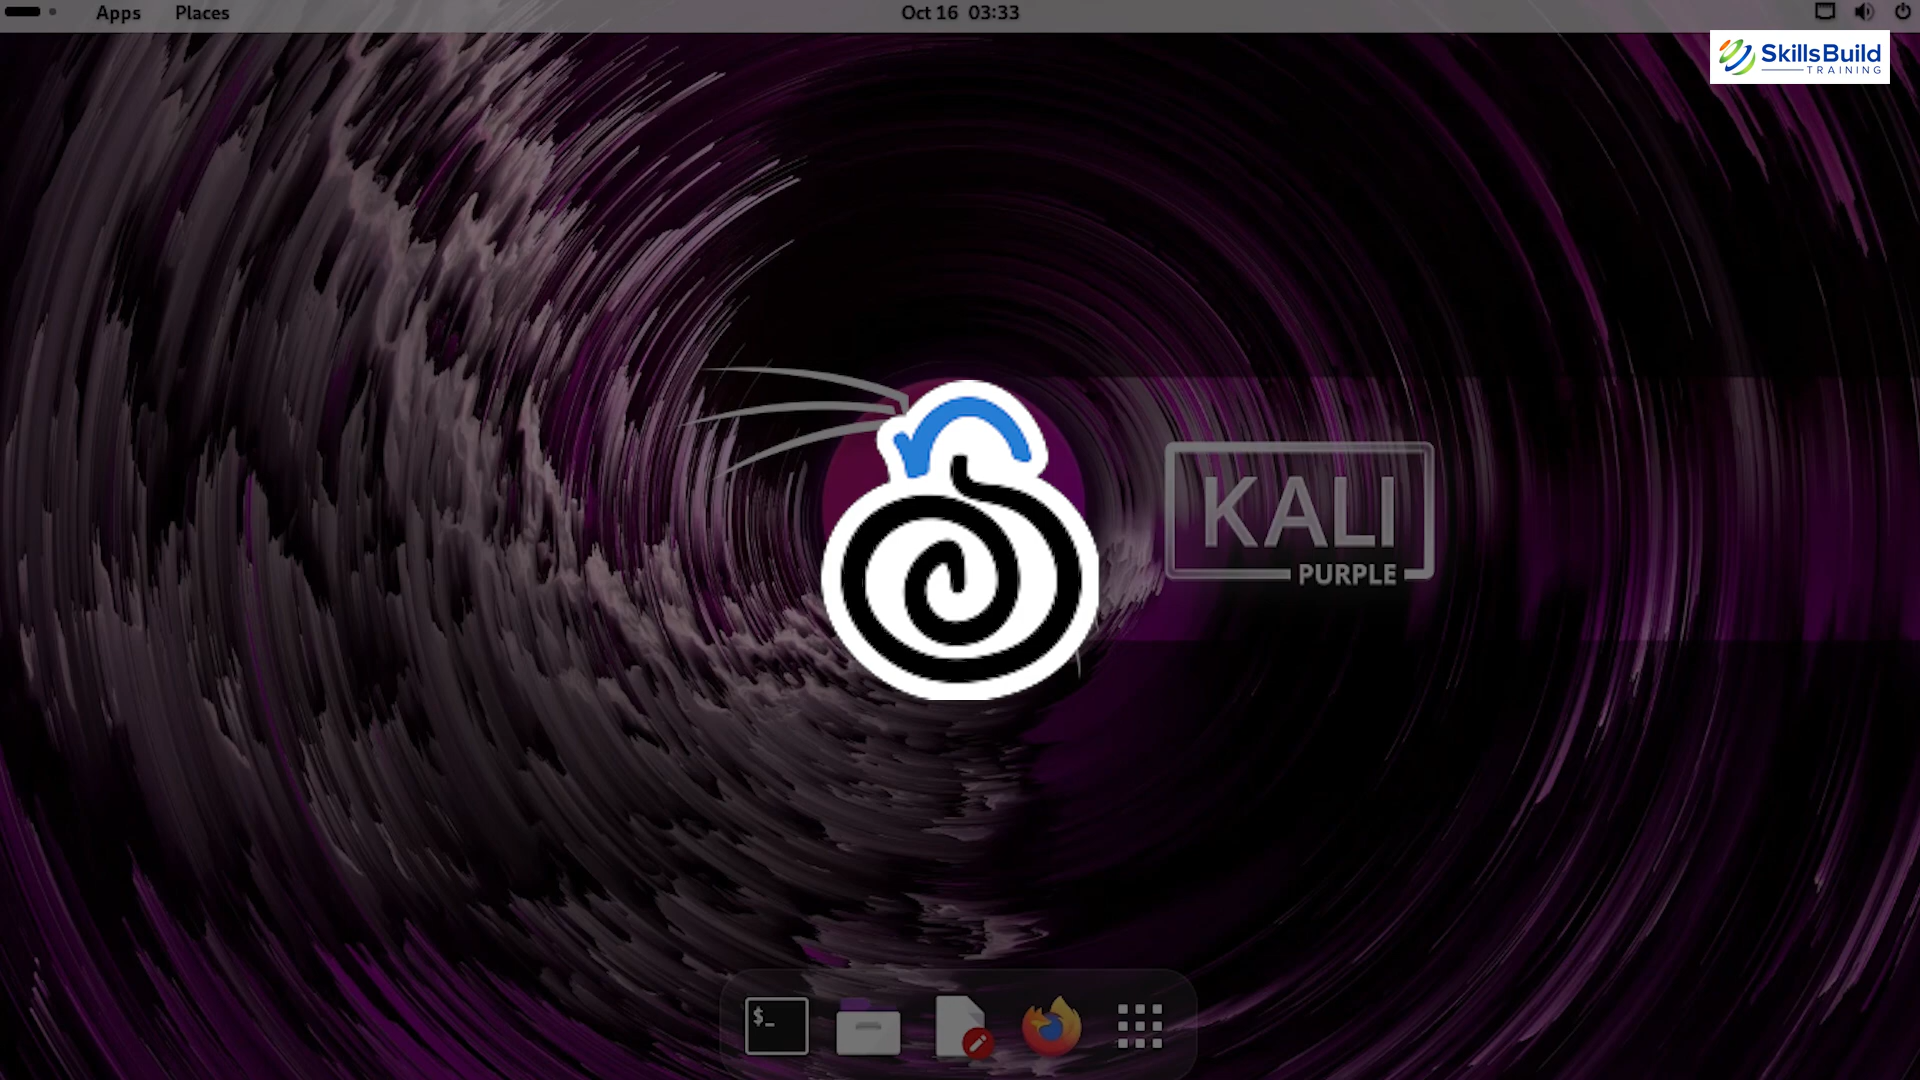 Apps Places Oct 16 03:33
SkillsBuild
TRAINING
KALI
PURPLE
$_